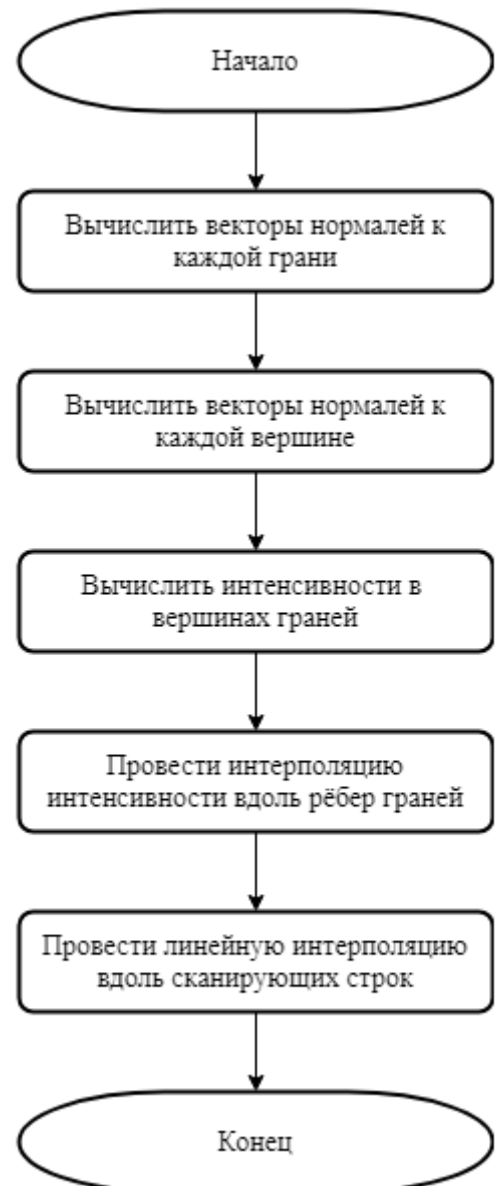 Начало
Вычислить векторы нормалей к
каждой грани
Вычислить векторы нормалей к
каждой вершине
Вычислить интенсивности в
вершинах граней
Провести интерполяцию
интенсивности вдоль рёбер граней
Провести линейную интерполяцию
вдоль сканирующих строк
Конец